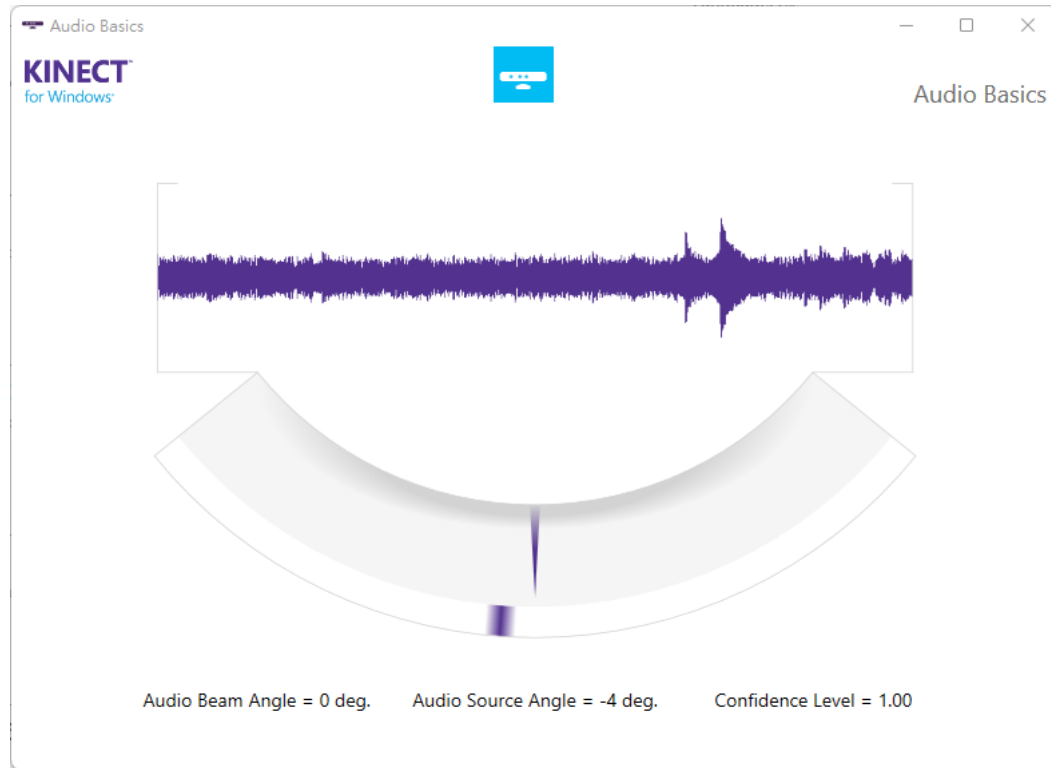 Audio Basics
KINECT™
for Windows®
Audio Basics
Audio Beam Angle = 0 deg.
Audio Source Angle = -4 deg.
Confidence Level = 1.00